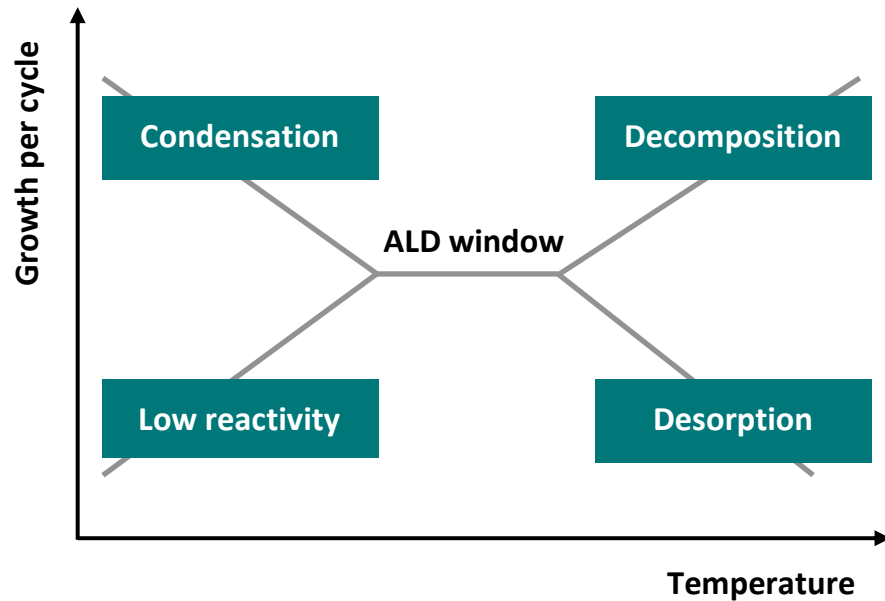 Growth per cycle
Condensation
Decomposition
ALD window
Low reactivity
Desorption
Temperature